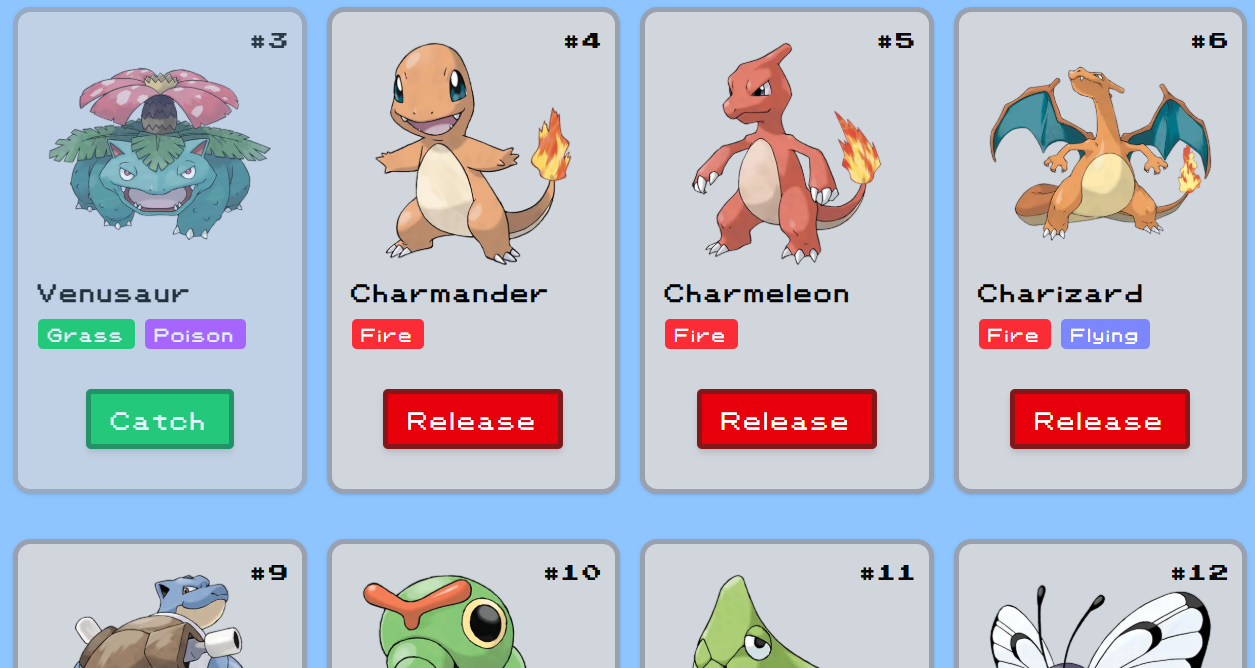 #3
Venusaur
Grass Poison
Catch
#4
Charmander
Fire
Release
#5
Charmeleon
Fire
Release
#6
Charizard
Fire Flying
Release
#9
#10
#11
#12